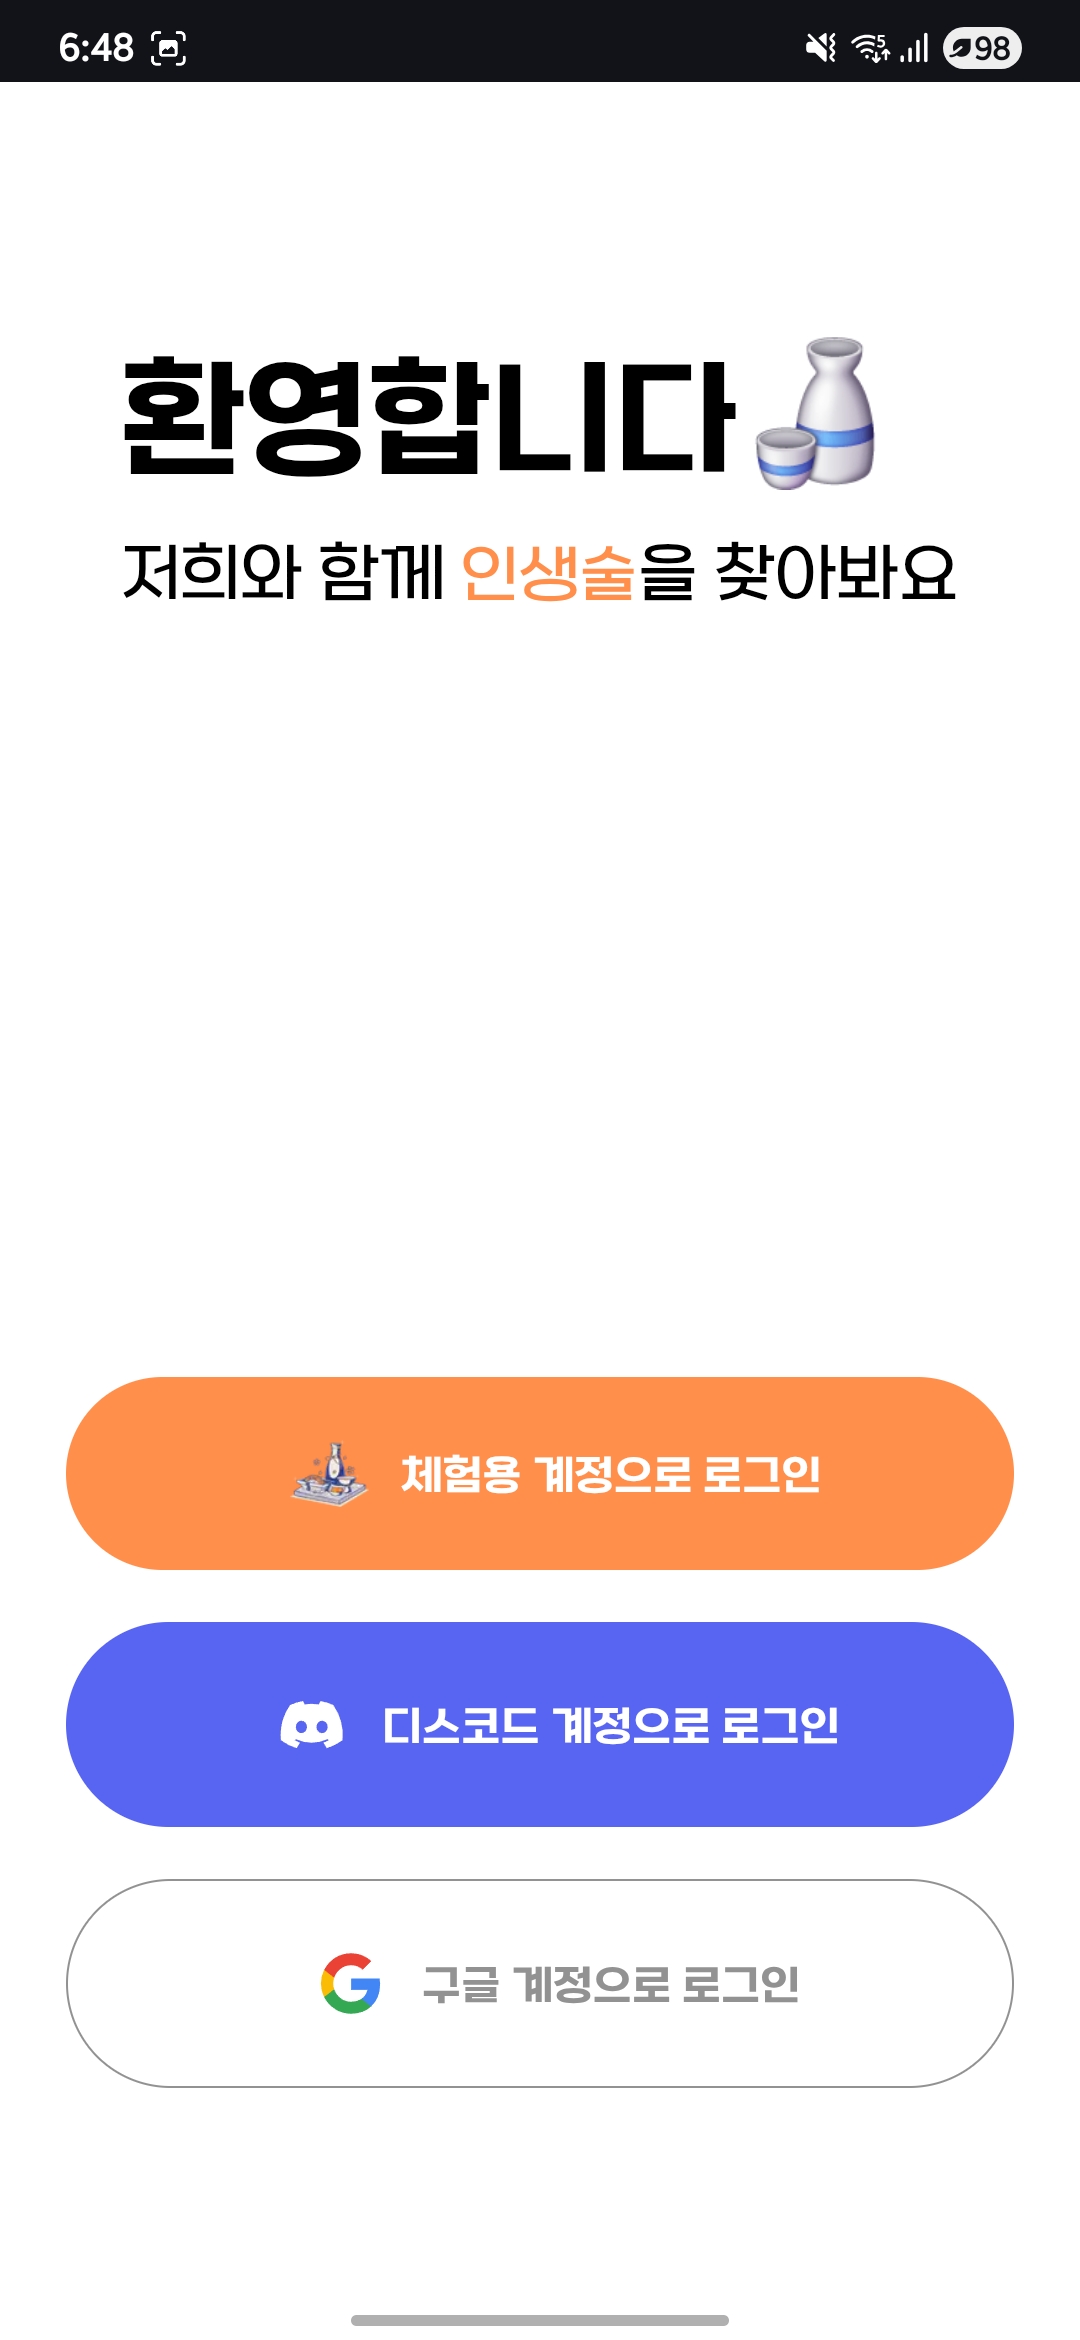 6:48
5
98
환영합니다🍶
저희와 함께 인생술을 찾아봐요
체험용 계정으로 로그인
디스코드 계정으로 로그인
구글 계정으로 로그인